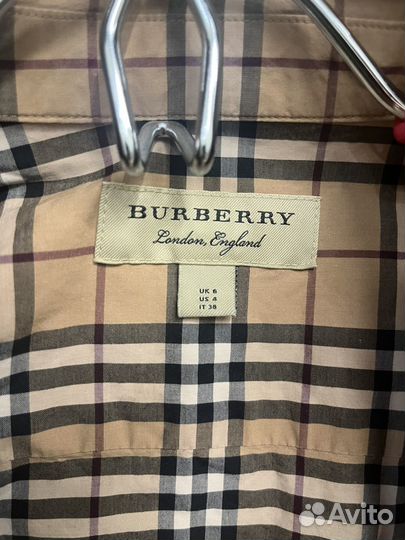 BURBERRY
London, England
UK 6
US 4
IT 38
Avito